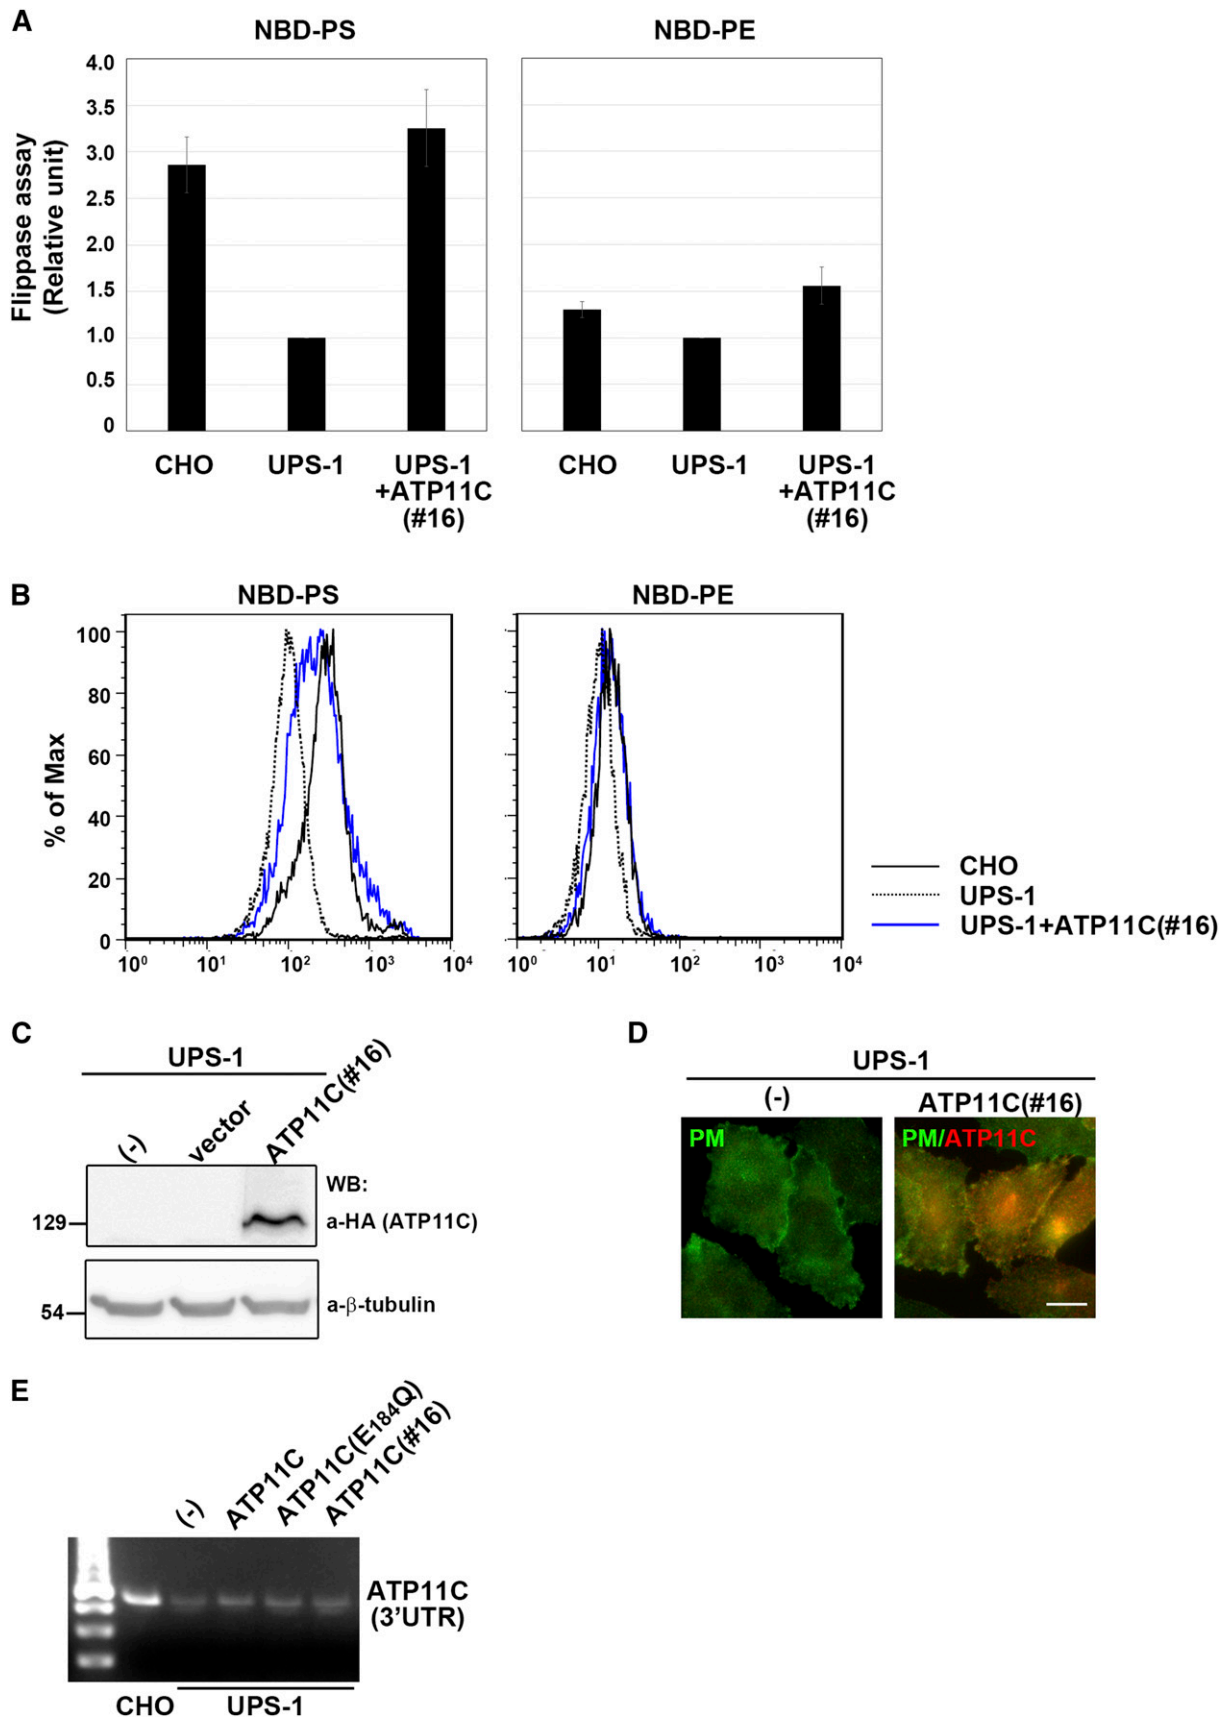 A
NBD-PS
NBD-PE
Flippase assay
(Relative unit)
4.0
3.5
3.0
2.5
2.0
1.5
1.0
0.5
0
CHO
UPS-1
UPS-1
+ATP11C
(#16)
CHO
UPS-1
UPS-1
+ATP11C
(#16)
B
NBD-PS
NBD-PE
% of Max
100
80
60
40
20
0
10⁰ 10¹ 10² 10³ 10⁴
10⁰ 10¹ 10² 10³ 10⁴
CHO
UPS-1
UPS-1+ATP11C(#16)
C
UPS-1
(-)
vector
ATP11C(#16)
WB:
129
a-HA (ATP11C)
54
a-β-tubulin
D
UPS-1
(-)
ATP11C(#16)
PM
PM/ATP11C
E
(-)
ATP11C
ATP11C(E184Q)
ATP11C(#16)
ATP11C
(3'UTR)
CHO
UPS-1